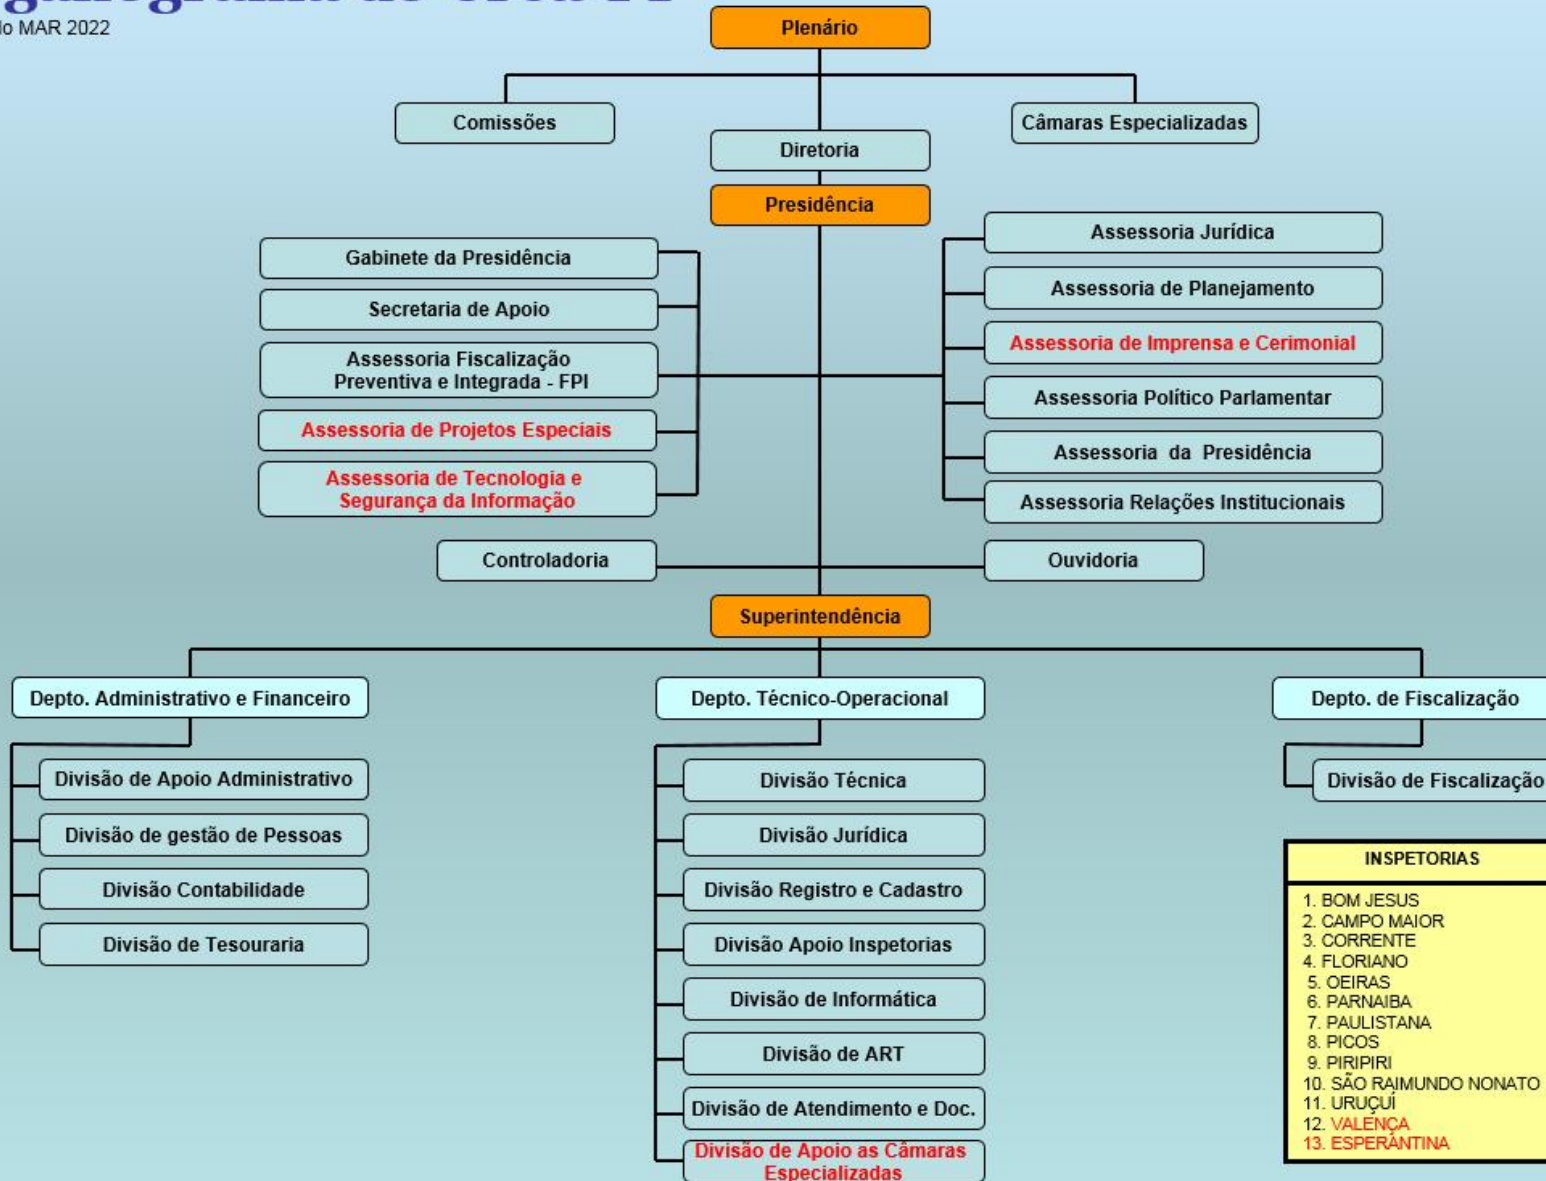 MAR 2022
Plenário
Comissões
Câmaras Especializadas
Diretoria
Presidência
Gabinete da Presidência
Secretaria de Apoio
Assessoria Fiscalização
Preventiva e Integrada - FPI
Assessoria de Projetos Especiais
Assessoria de Tecnologia e
Segurança da Informação
Assessoria Jurídica
Assessoria de Planejamento
Assessoria de Imprensa e Cerimonial
Assessoria Político Parlamentar
Assessoria da Presidência
Assessoria Relações Institucionais
Controladoria
Ouvidoria
Superintendência
Depto. Administrativo e Financeiro
Divisão de Apoio Administrativo
Divisão de gestão de Pessoas
Divisão Contabilidade
Divisão de Tesouraria
Depto. Técnico-Operacional
Divisão Técnica
Divisão Jurídica
Divisão Registro e Cadastro
Divisão Apoio Inspetorias
Divisão de Informática
Divisão de ART
Divisão de Atendimento e Doc.
Divisão de Apoio as Câmaras
Especializadas
Depto. de Fiscalização
Divisão de Fiscalização
INSPETORIAS
1. BOM JESUS
2. CAMPO MAIOR
3. CORRENTE
4. FLORIANO
5. OEIRAS
6. PARNAIBA
7. PAULISTANA
8. PICOS
9. PIRIPIRI
10. SÃO RAIMUNDO NONATO
11. URUÇUÍ
12. VALENÇA
13. ESPERANTINA